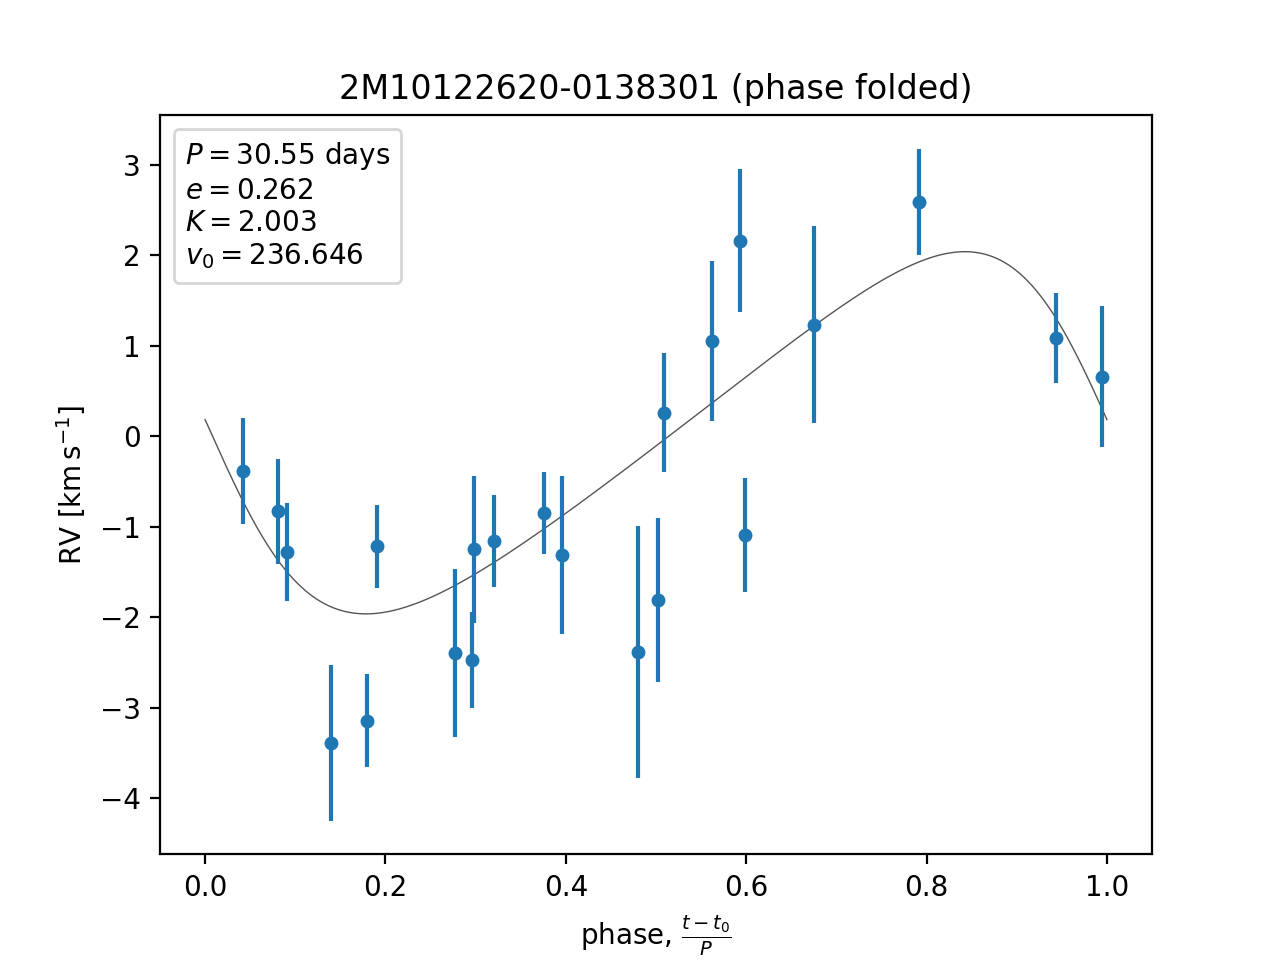 2M10122620-0138301 (phase folded)
P = 30.55 days
e = 0.262
K = 2.003
v₀ = 236.646
3
2
1
0
−1
−2
−3
−4
RV [km s⁻¹]
0.0 0.2 0.4 0.6 0.8 1.0
phase, (t − t₀)/P